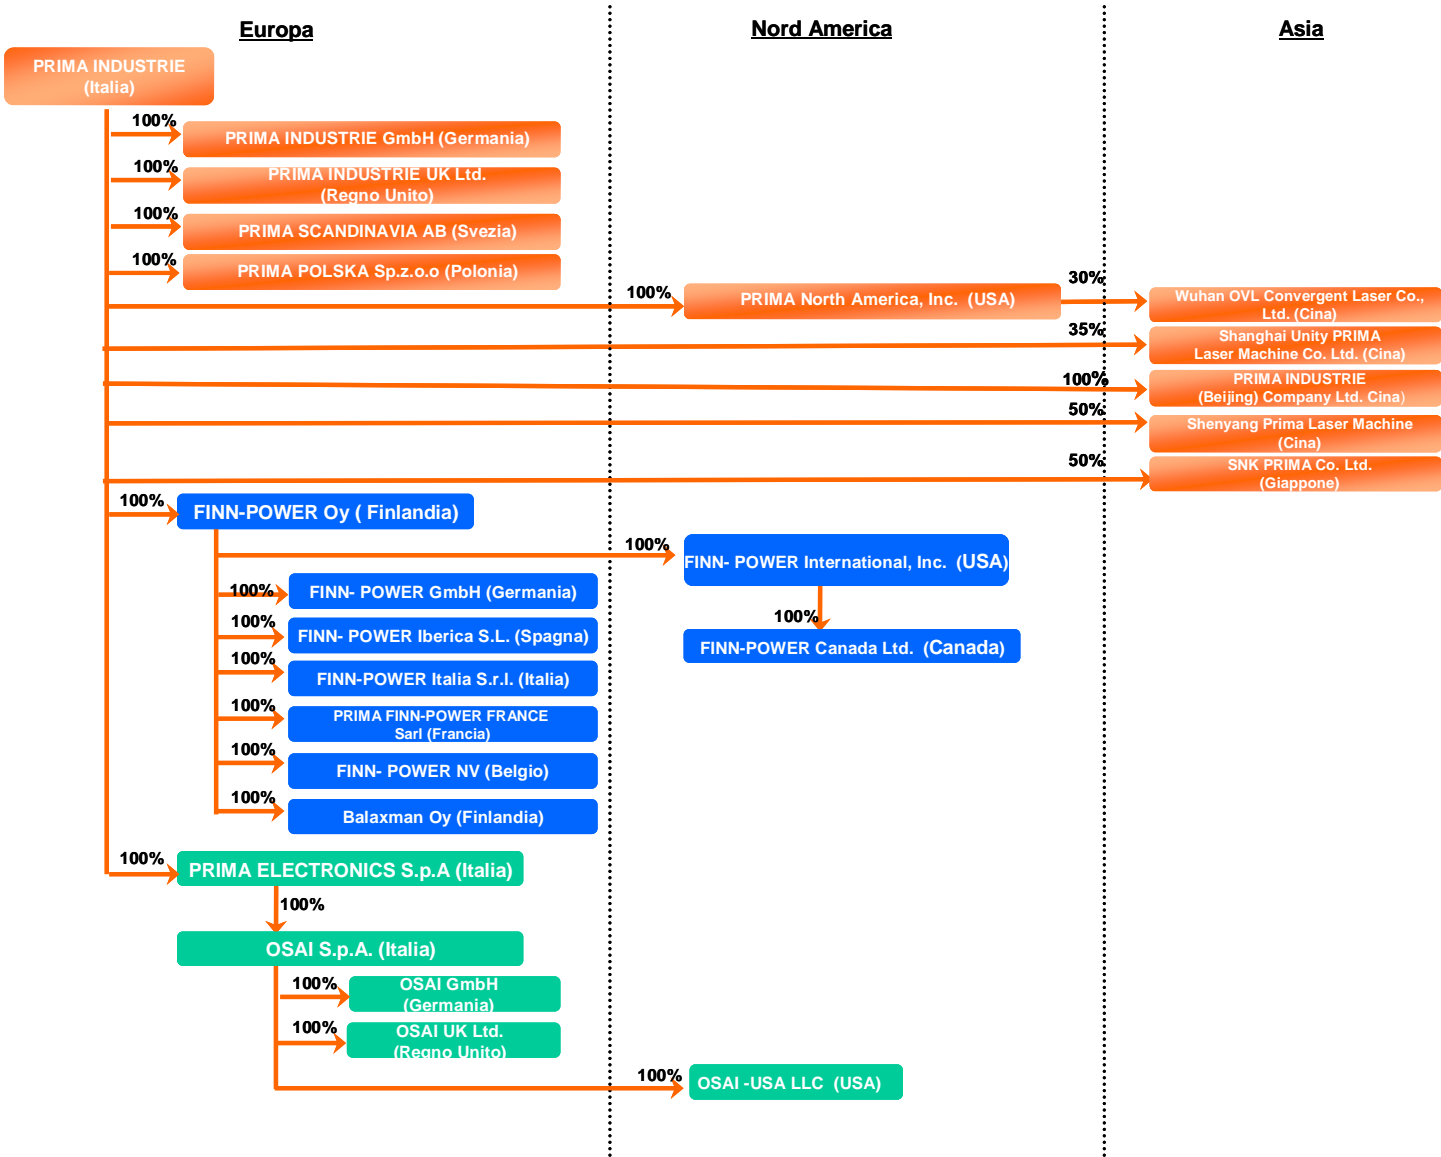 Europa
Nord America
Asia
PRIMA INDUSTRIE
(Italia)
100%
PRIMA INDUSTRIE GmbH (Germania)
100%
PRIMA INDUSTRIE UK Ltd.
(Regno Unito)
100%
PRIMA SCANDINAVIA AB (Svezia)
100%
PRIMA POLSKA Sp.z.o.o (Polonia)
100%
PRIMA North America, Inc. (USA)
30%
Wuhan OVL Convergent Laser Co.,
Ltd. (Cina)
35%
Shanghai Unity PRIMA
Laser Machine Co. Ltd. (Cina)
100%
PRIMA INDUSTRIE
(Beijing) Company Ltd. Cina)
50%
Shenyang Prima Laser Machine
(Cina)
50%
SNK PRIMA Co. Ltd.
(Giappone)
100%
FINN-POWER Oy ( Finlandia)
100%
FINN- POWER International, Inc. (USA)
100%
FINN-POWER Canada Ltd. (Canada)
100%
FINN- POWER GmbH (Germania)
100%
FINN- POWER Iberica S.L. (Spagna)
100%
FINN-POWER Italia S.r.l. (Italia)
100%
PRIMA FINN-POWER FRANCE
Sarl (Francia)
100%
FINN- POWER NV (Belgio)
100%
Balaxman Oy (Finlandia)
100%
PRIMA ELECTRONICS S.p.A (Italia)
100%
OSAI S.p.A. (Italia)
100%
OSAI GmbH
(Germania)
100%
OSAI UK Ltd.
(Regno Unito)
100%
OSAI -USA LLC (USA)